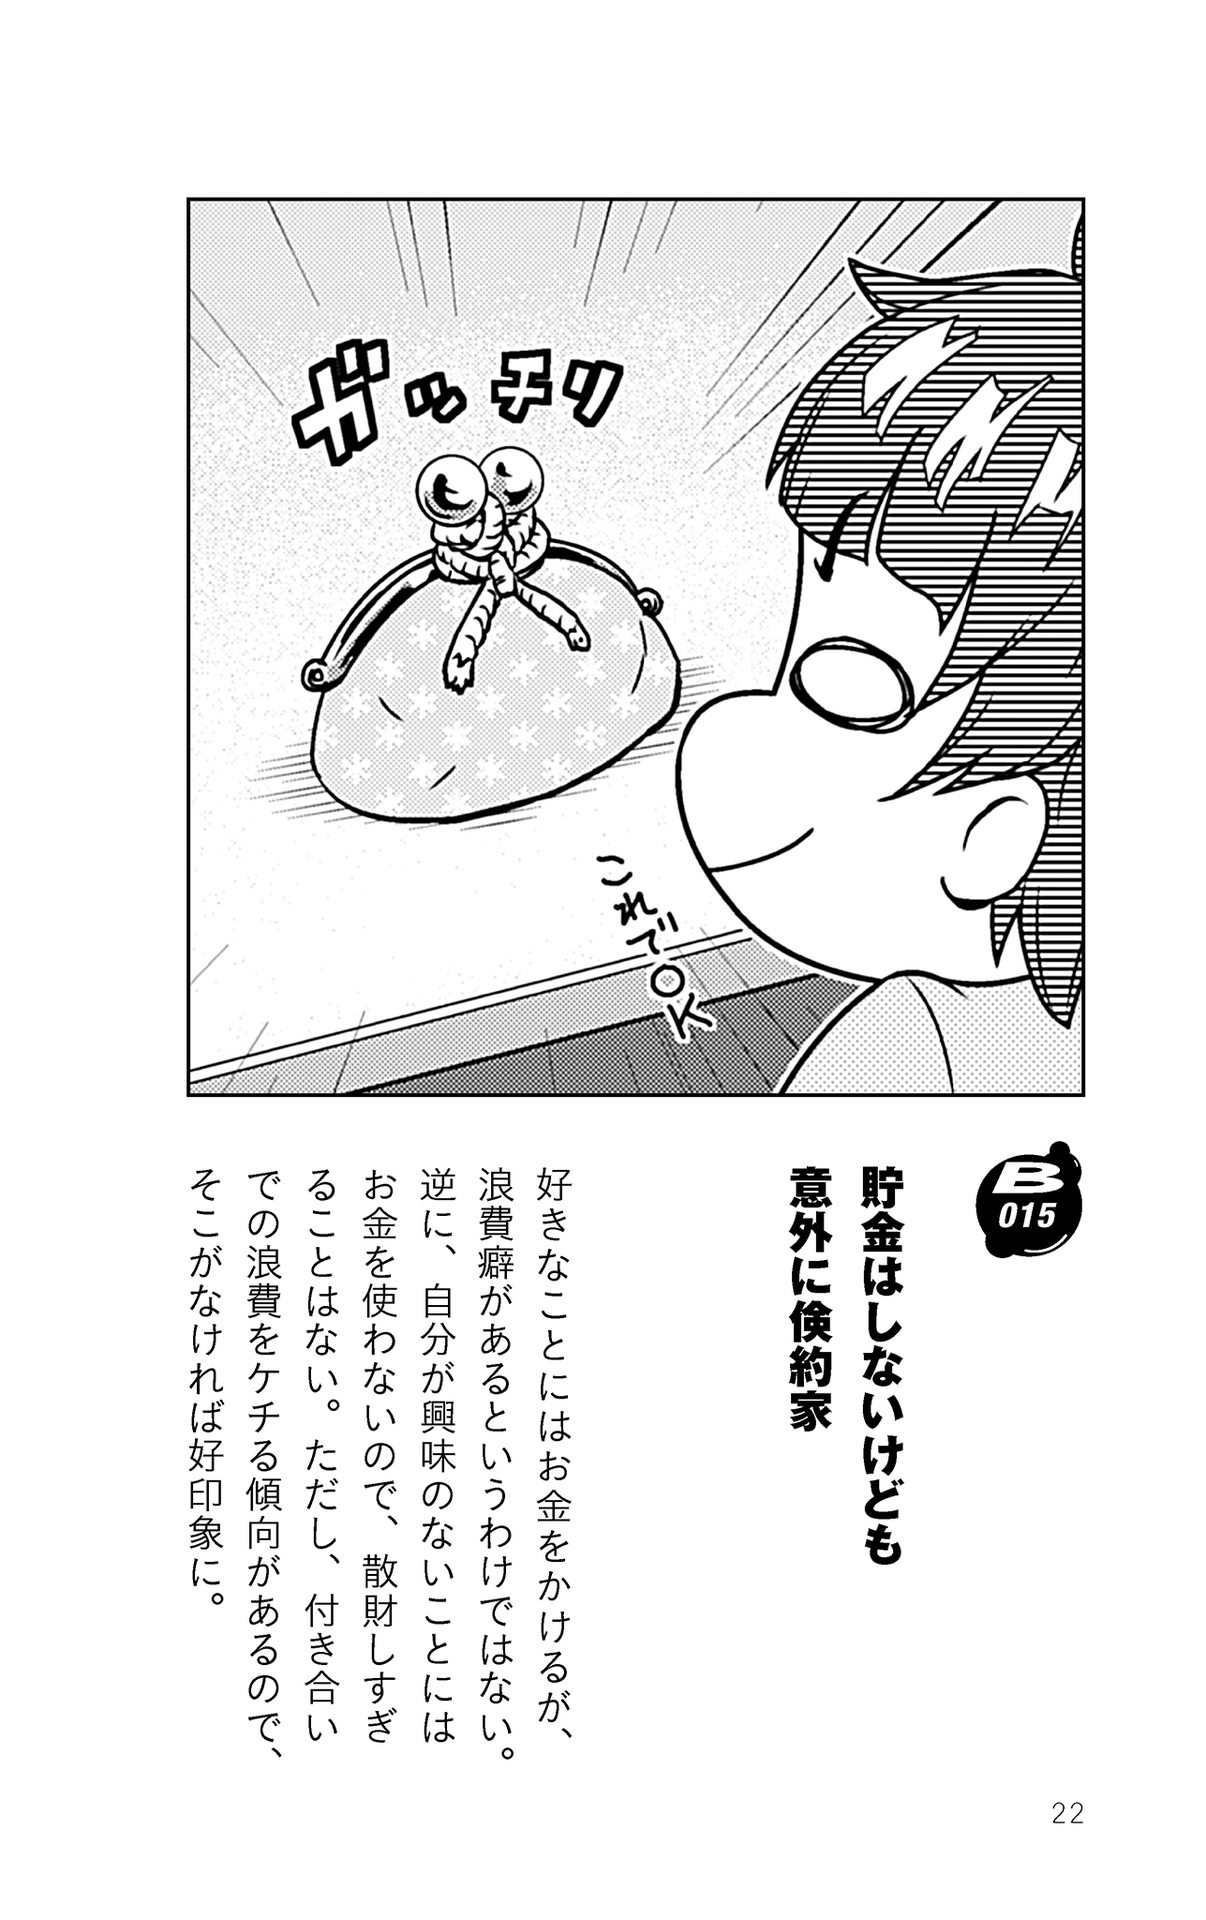 ガッチリ
これでOK
B
015
貯金はしないけども
意外に倹約家
好きなことにはお金をかけるが、
浪費癖があるというわけではない。
逆に、自分が興味のないことには
お金を使わないので、散財しすぎ
ることはない。ただし、付き合い
での浪費をケチる傾向があるので、
そこがなければ好印象に。
22